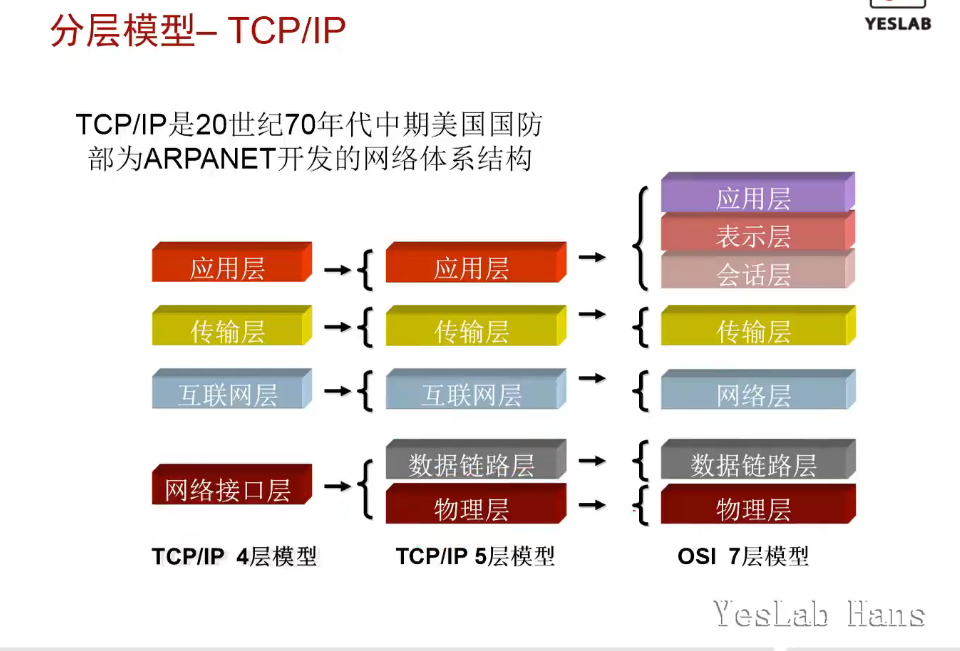 分层模型– TCP/IP
YESLAB
TCP/IP是20世纪70年代中期美国国防
部为ARPANET开发的网络体系结构
应用层
传输层
互联网层
网络接口层
TCP/IP 4层模型
应用层
传输层
互联网层
数据链路层
物理层
TCP/IP 5层模型
应用层
表示层
会话层
传输层
网络层
数据链路层
物理层
OSI 7层模型
YesLab Hans